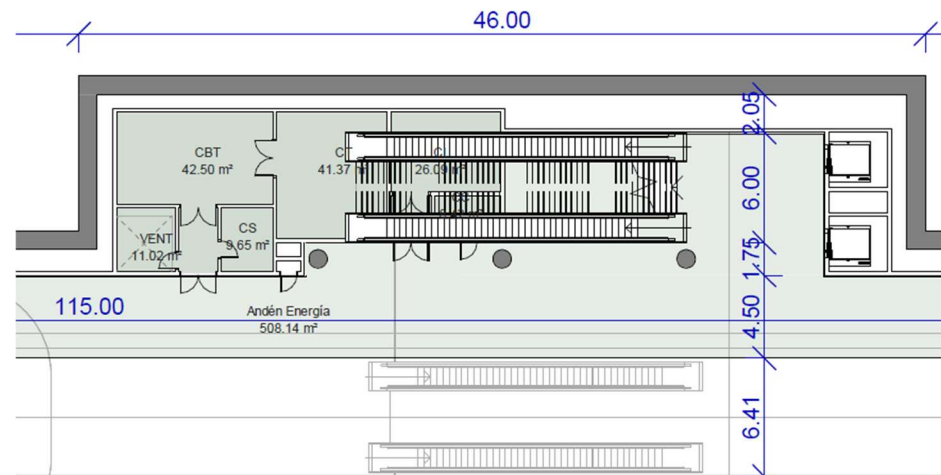 46.00
2.05
CBT
42.50 m²
CT
41.37 m²
26.09 m²
6.00
VENT
11.02 m²
CS
9.65 m²
1.75
115.00
Andén Energía
508.14 m²
4.50
6.41